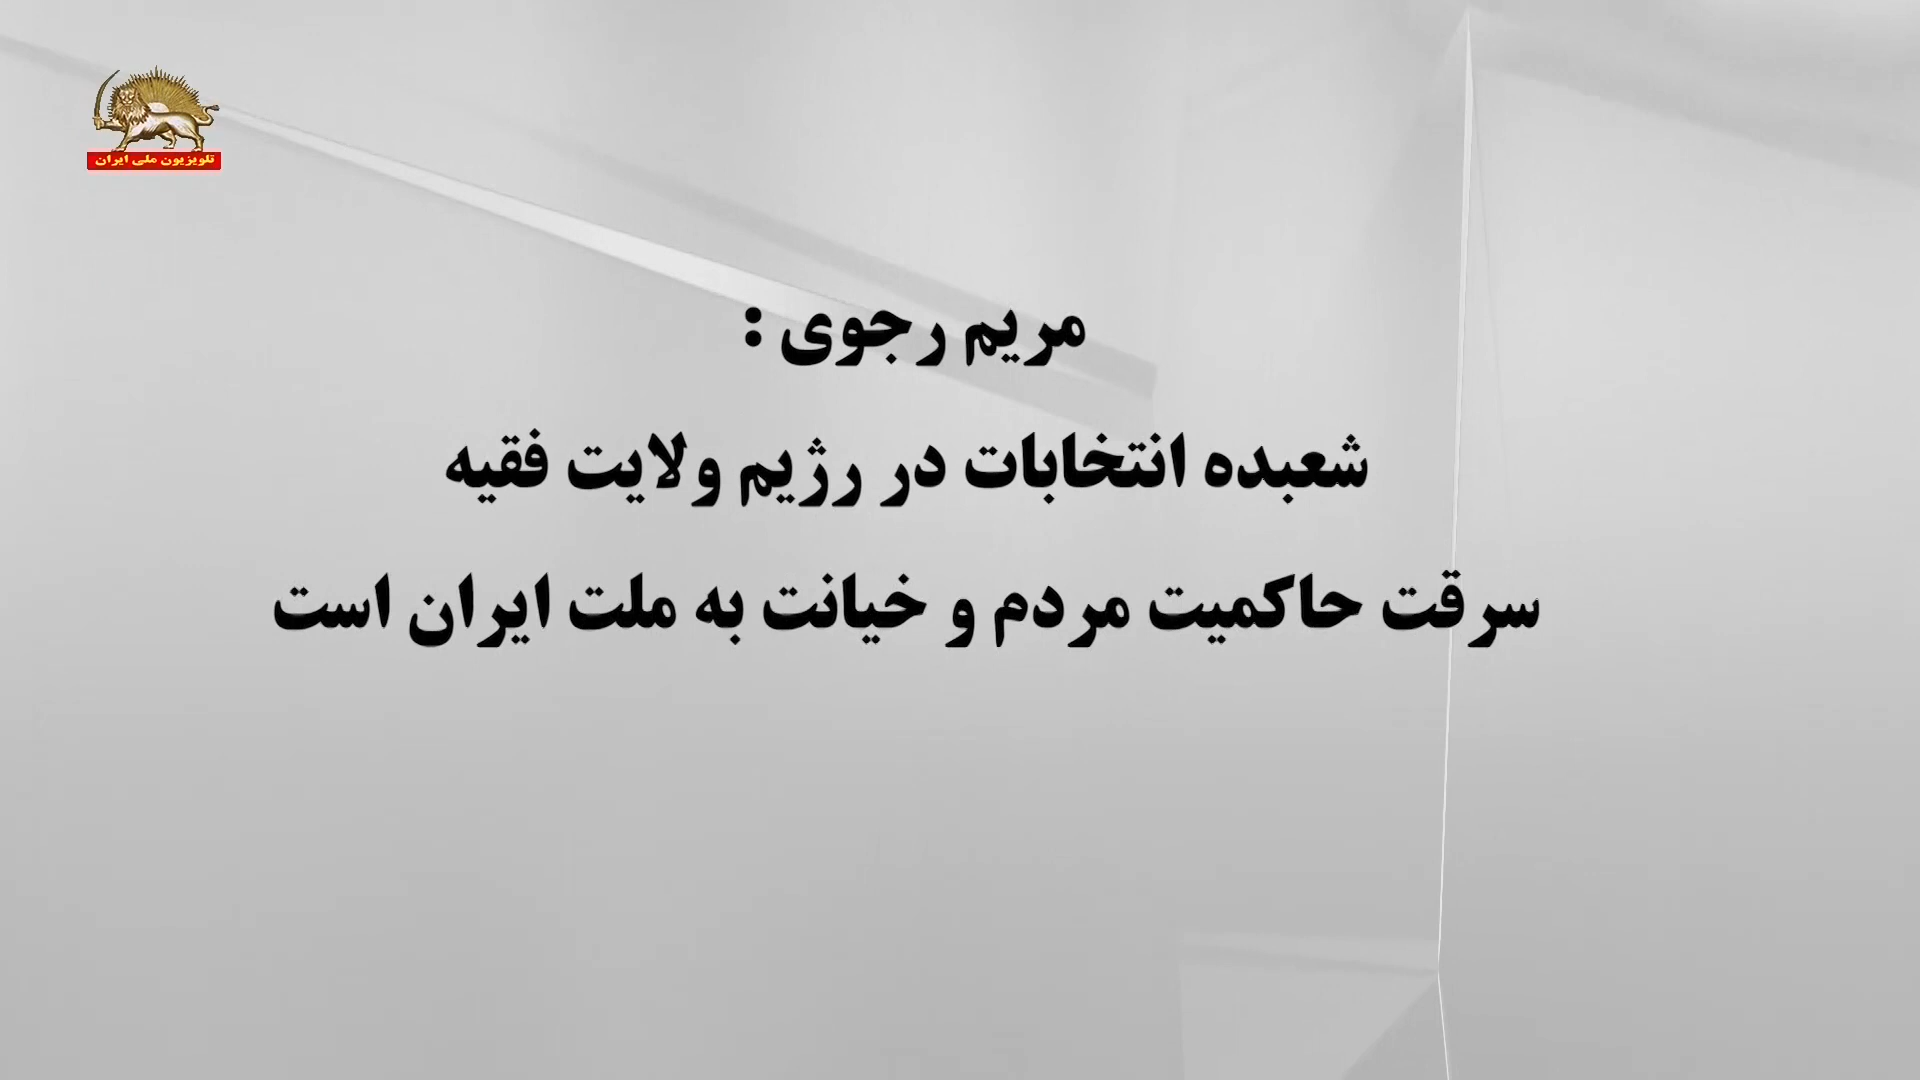 تلویزیون ملی ایران
مریم رجوی :
شعبده انتخابات در رژیم ولایت فقیه
سرقت حاکمیت مردم و خیانت به ملت ایران است